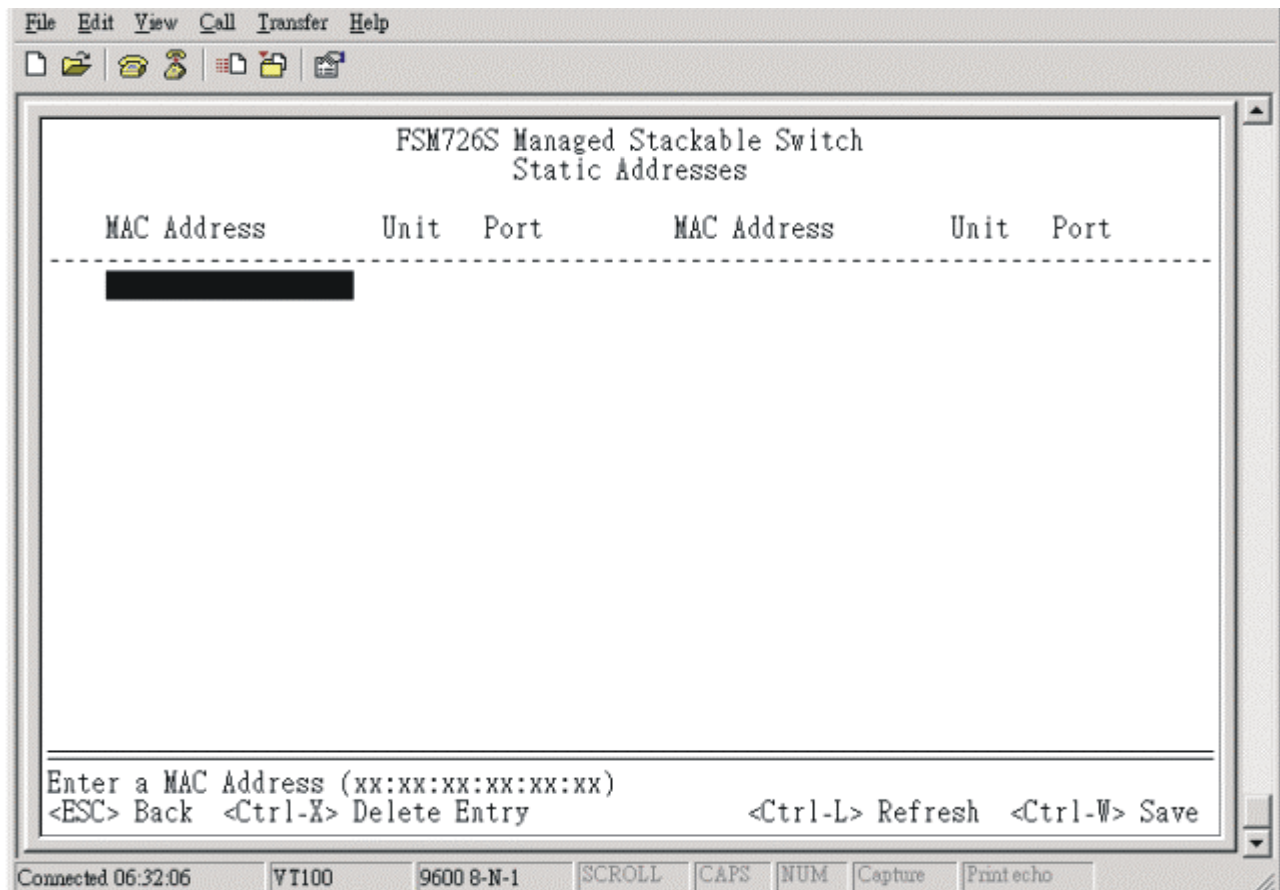 File Edit View Call Transfer Help
FSM726S Managed Stackable Switch
Static Addresses
MAC Address Unit Port MAC Address Unit Port
Enter a MAC Address (xx:xx:xx:xx:xx:xx)
<ESC> Back <Ctrl-X> Delete Entry <Ctrl-L> Refresh <Ctrl-W> Save
Connected 06:32:06 VT100 9600 8-N-1 SCROLL CAPS NUM Capture Print echo